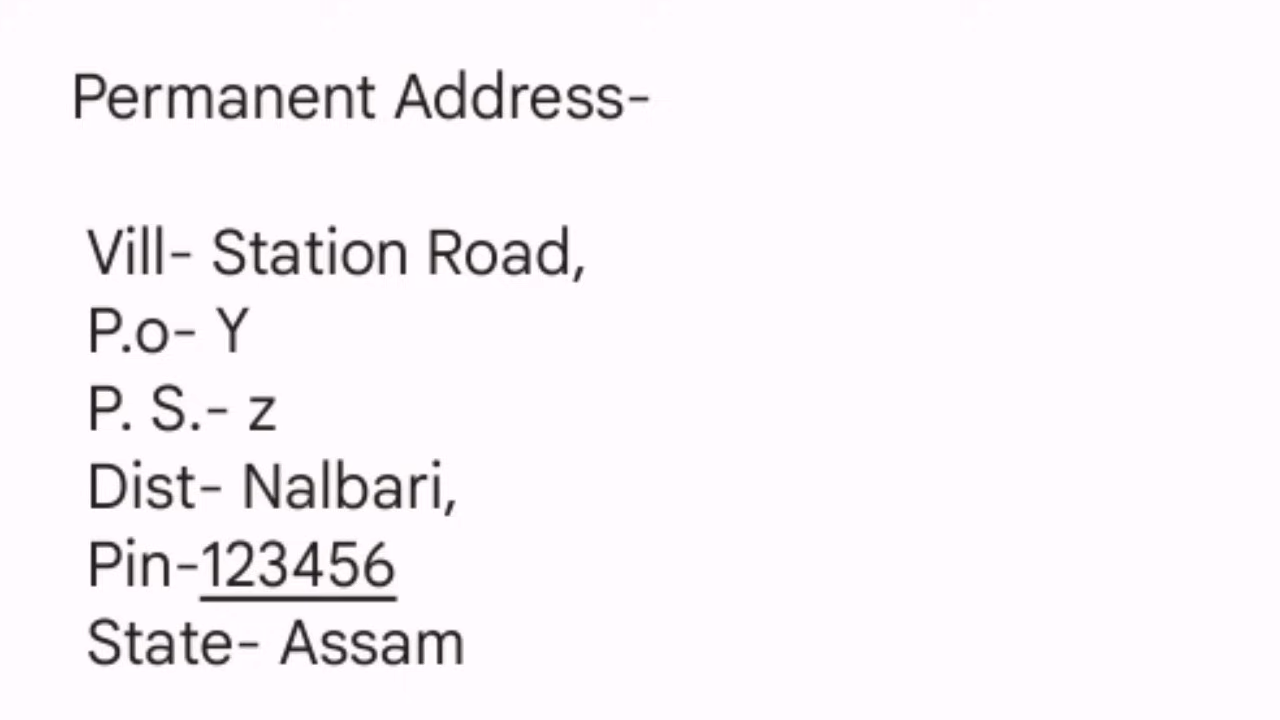 Permanent Address-
Vill- Station Road,
P.o- Y
P. S.- z
Dist- Nalbari,
Pin-123456
State- Assam